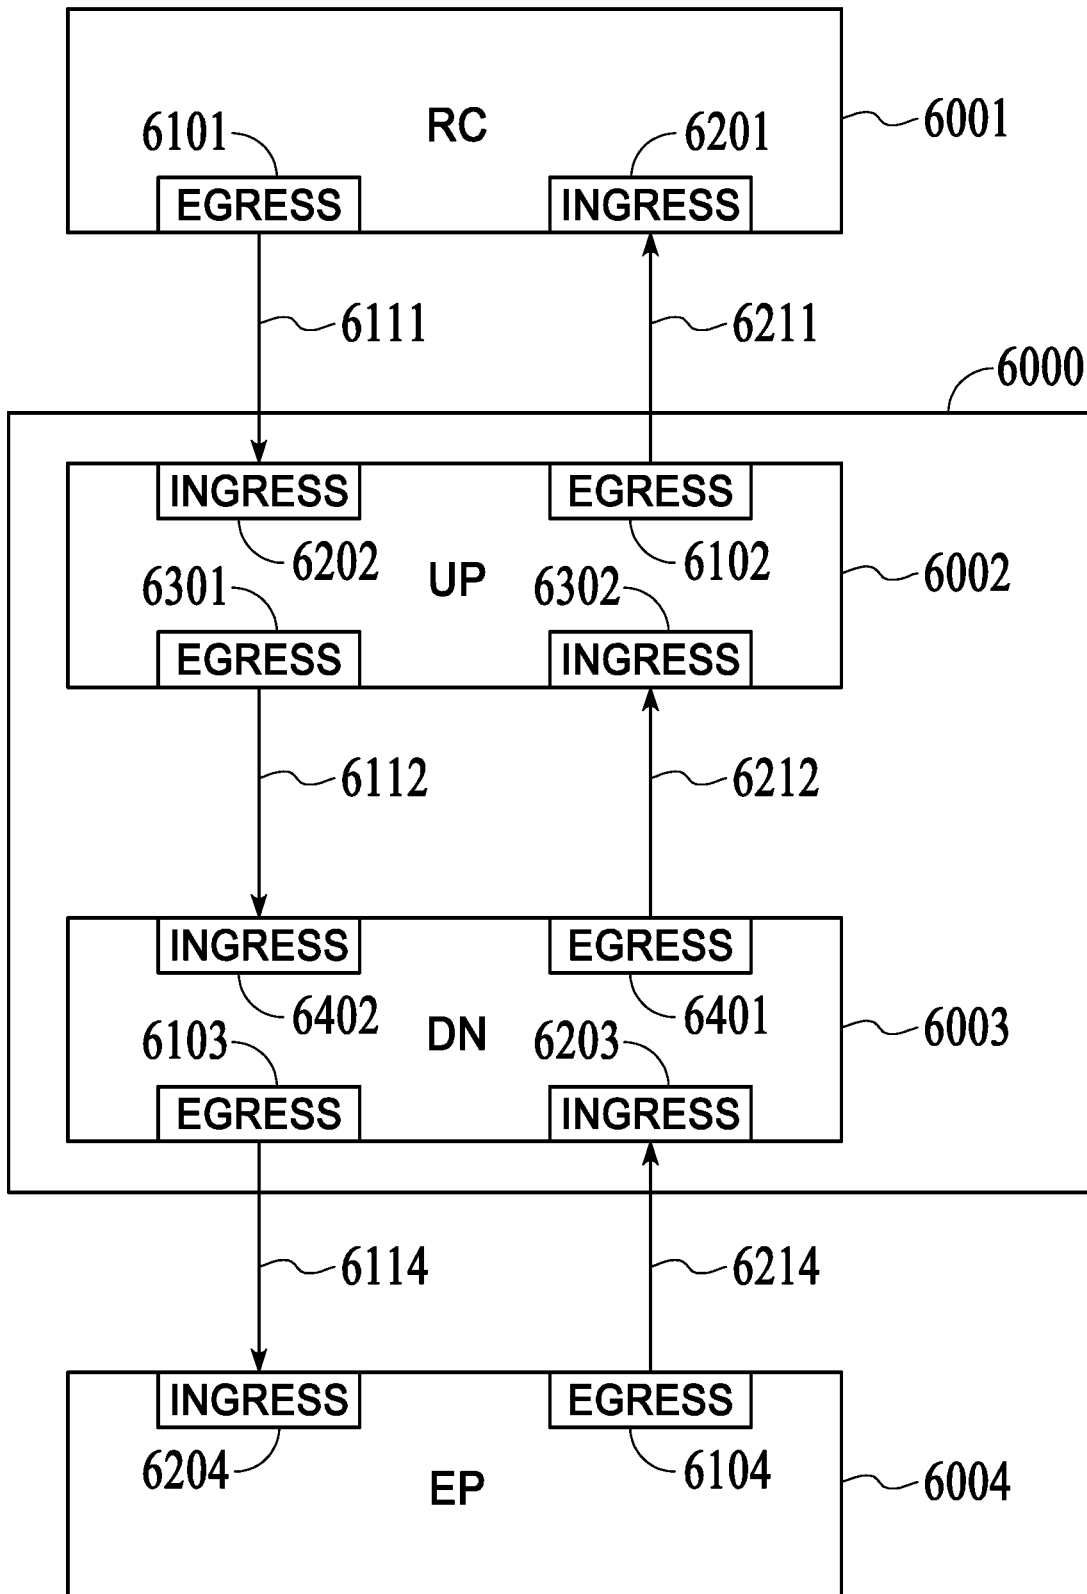 RC
6001
6101
6201
EGRESS
INGRESS
6111
6211
6000
INGRESS
EGRESS
6202
6102
UP
6002
6301
6302
EGRESS
INGRESS
6112
6212
INGRESS
EGRESS
6402
6401
DN
6003
6103
6203
EGRESS
INGRESS
6114
6214
INGRESS
EGRESS
6204
6104
EP
6004